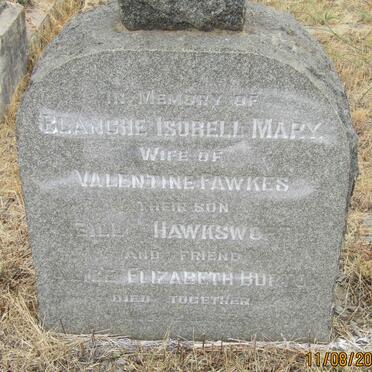 IN MEMORY OF
BLANCHE ISOBELL MARY
WIFE OF
VALENTINE FAWKES
THEIR SON
HAWKSWORTH
AND FRIEND
ELIZABETH
DIED TOGETHER
11/08/20